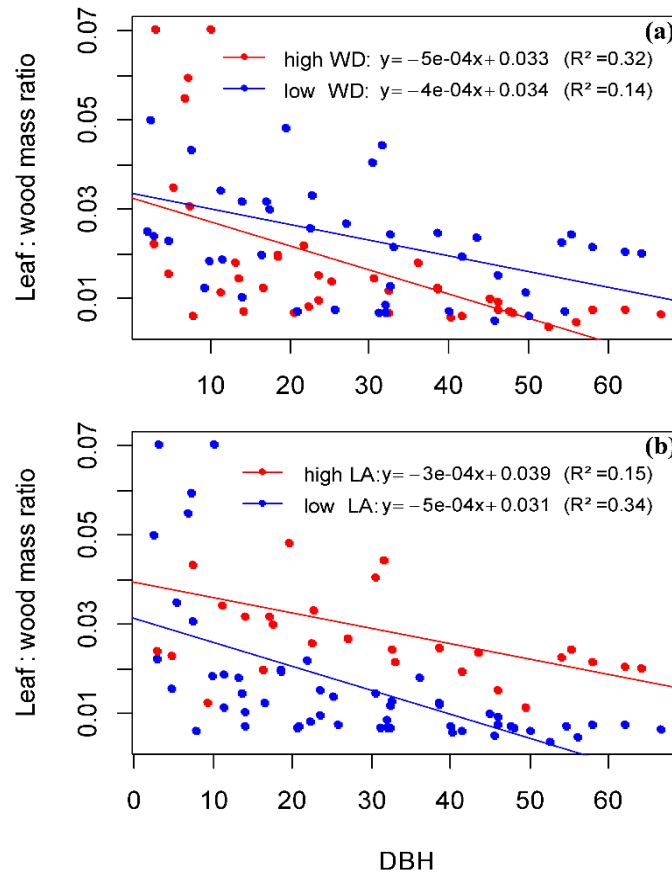 (a)
high WD: y= −5e-04x+ 0.033 (R² =0.32)
low WD: y= −4e-04x+ 0.034 (R² =0.14)
Leaf : wood mass ratio
0.07
0.05
0.03
0.01
10 20 30 40 50 60
(b)
high LA:y= −3e-04x+ 0.039 (R² =0.15)
low LA:y= −5e-04x+ 0.031 (R² =0.34)
Leaf : wood mass ratio
0.07
0.05
0.03
0.01
0 10 20 30 40 50 60
DBH